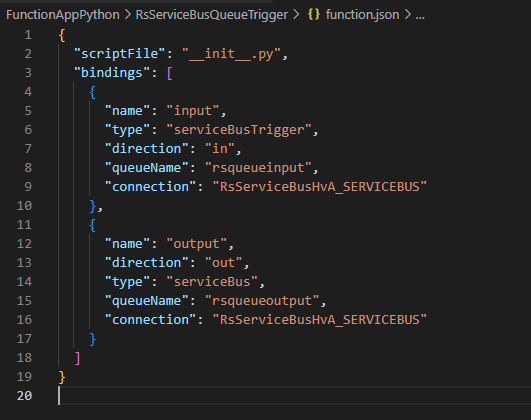 FunctionAppPython > RsServiceBusQueueTrigger > {} function.json > ...
1 {
2   "scriptFile": "__init__.py",
3   "bindings": [
4     {
5       "name": "input",
6       "type": "serviceBusTrigger",
7       "direction": "in",
8       "queueName": "rsqueueinput",
9       "connection": "RsServiceBusHvA_SERVICEBUS"
10     },
11     {
12       "name": "output",
13       "direction": "out",
14       "type": "serviceBus",
15       "queueName": "rsqueueoutput",
16       "connection": "RsServiceBusHvA_SERVICEBUS"
17     }
18   ]
19 }
20